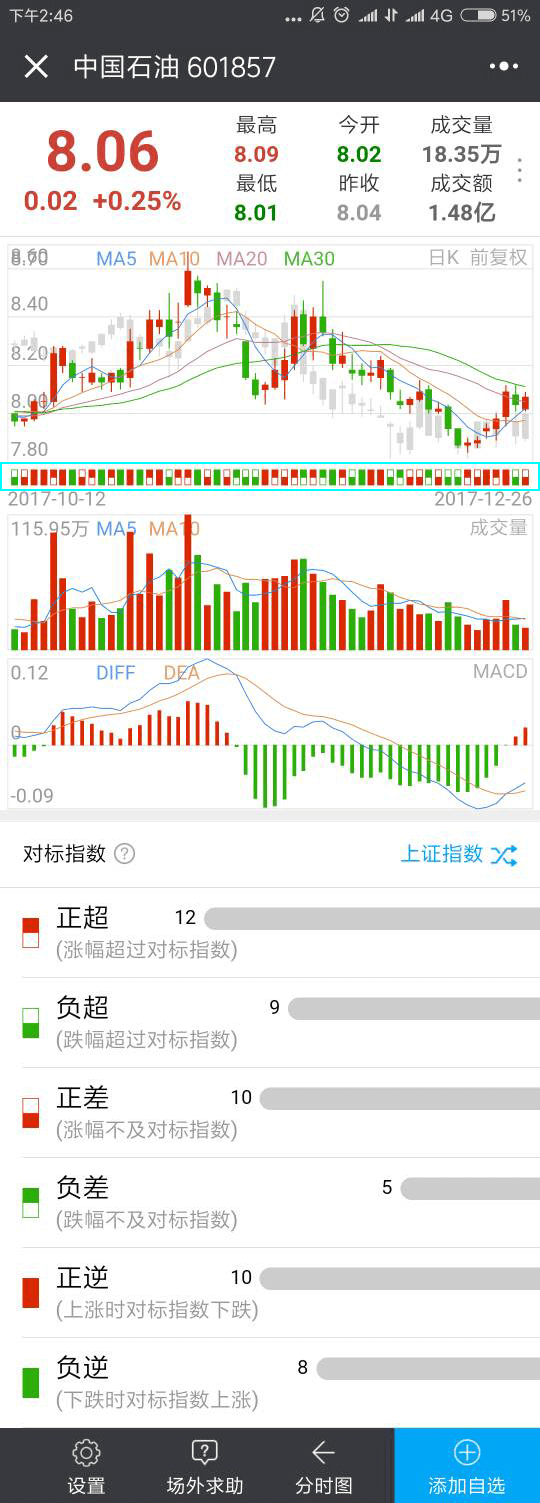 下午2:46 ... 4G 51%
中国石油 601857
最高 今开 成交量
8.06 8.09 8.02 18.35万
最低 昨收 成交额
0.02 +0.25% 8.01 8.04 1.48亿
8.70 MA5 MA10 MA20 MA30 日K 前复权
8.40
8.20
8.00
7.80
2017-10-12 2017-12-26
115.95万 MA5 MA10 成交量
0.12 DIFF DEA MACD
0
-0.09
对标指数 ? 上证指数
正超 12
(涨幅超过对标指数)
负超 9
(跌幅超过对标指数)
正差 10
(涨幅不及对标指数)
负差 5
(跌幅不及对标指数)
正逆 10
(上涨时对标指数下跌)
负逆 8
(下跌时对标指数上涨)
设置 场外求助 分时图 添加自选